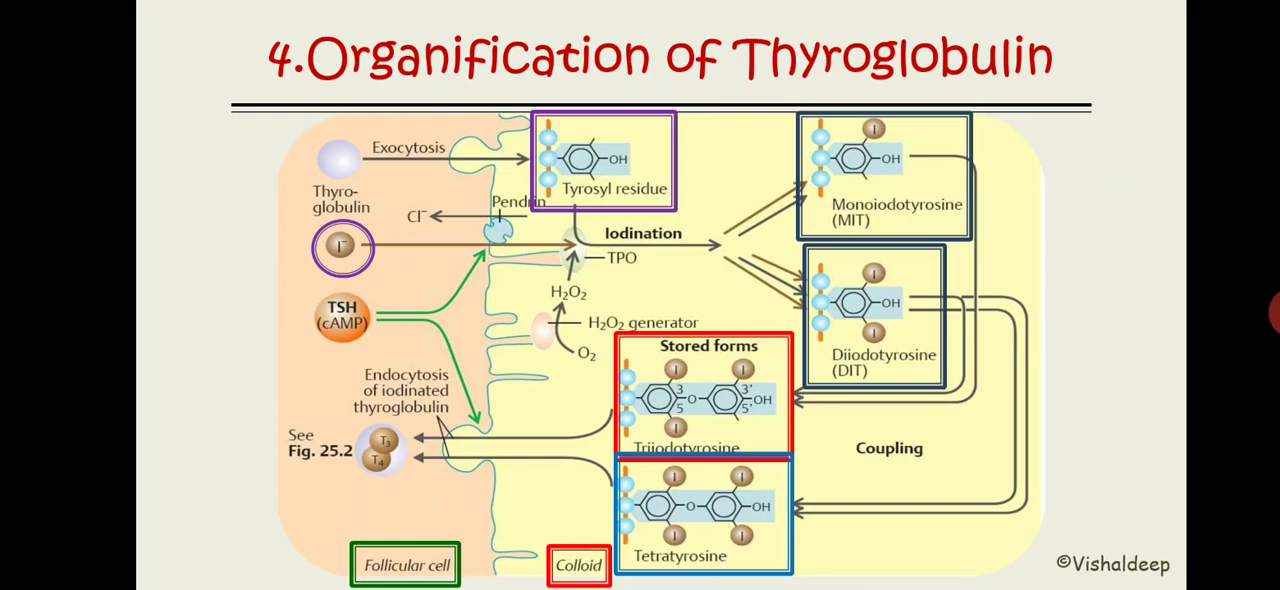 4.Organification of Thyroglobulin
Exocytosis
OH
Tyrosyl residue
Thyro-
globulin
Cl⁻
Pendrin
I⁻
Iodination
TPO
H₂O₂
TSH
(cAMP)
H₂O₂ generator
O₂
I
OH
Monoiodotyrosine
(MIT)
I
OH
I
Diiodotyrosine
(DIT)
Stored forms
I
I
3
3'
O
OH
5
5'
I
Triiodotyrosine
Endocytosis
of iodinated
thyroglobulin
See
Fig. 25.2
T₃
T₄
Coupling
I
I
O
OH
I
I
Tetratyrosine
Follicular cell
Colloid
©Vishaldeep